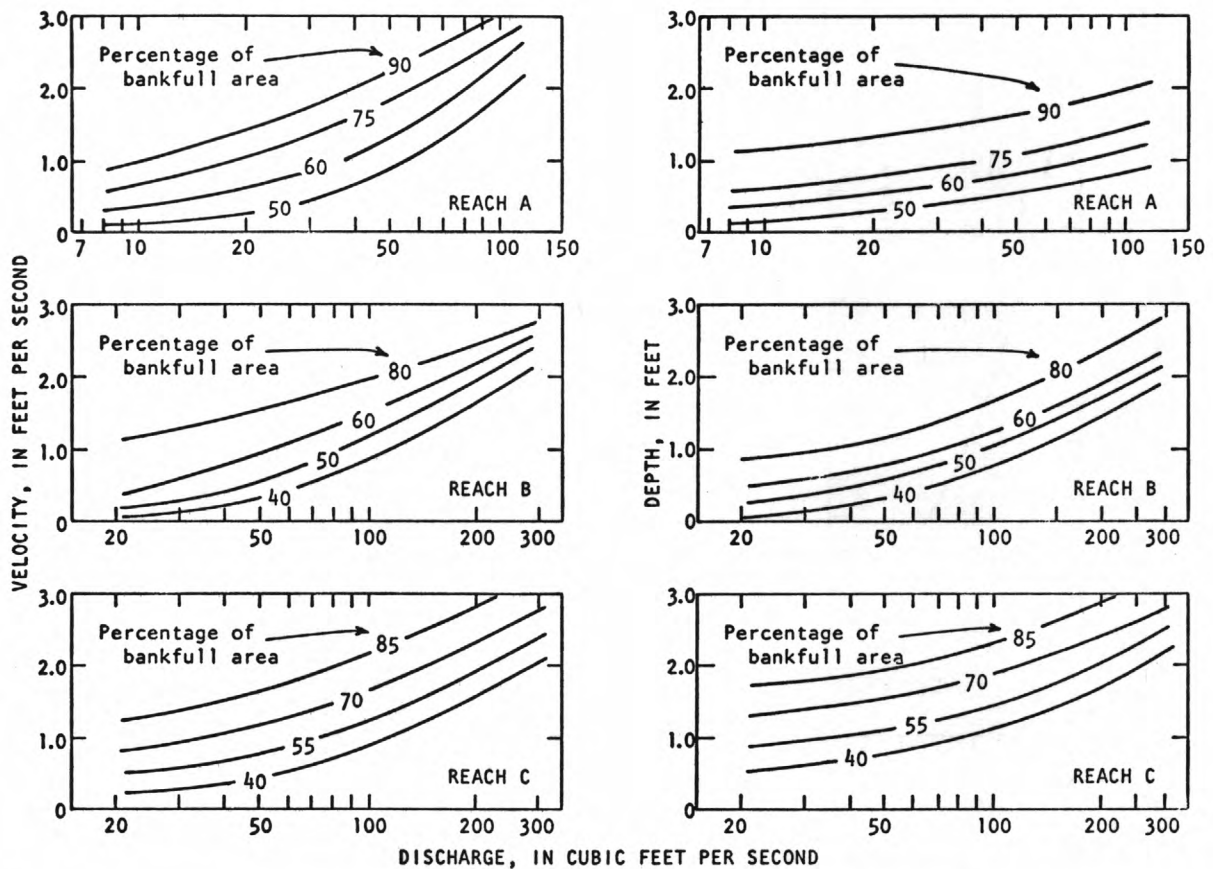 VELOCITY, IN FEET PER SECOND
3.0
2.0
1.0
0
Percentage of
bankfull area
90
75
60
50
REACH A
7 10 20 50 100 150
3.0
2.0
1.0
0
Percentage of
bankfull area
80
60
50
40
REACH B
20 50 100 200 300
3.0
2.0
1.0
0
Percentage of
bankfull area
85
70
55
40
REACH C
20 50 100 200 300
DEPTH, IN FEET
3.0
2.0
1.0
0
Percentage of
bankfull area
90
75
60
50
REACH A
7 10 20 50 100 150
3.0
2.0
1.0
0
Percentage of
bankfull area
80
60
50
40
REACH B
20 50 100 200 300
3.0
2.0
1.0
0
Percentage of
bankfull area
85
70
55
40
REACH C
20 50 100 200 300
DISCHARGE, IN CUBIC FEET PER SECOND